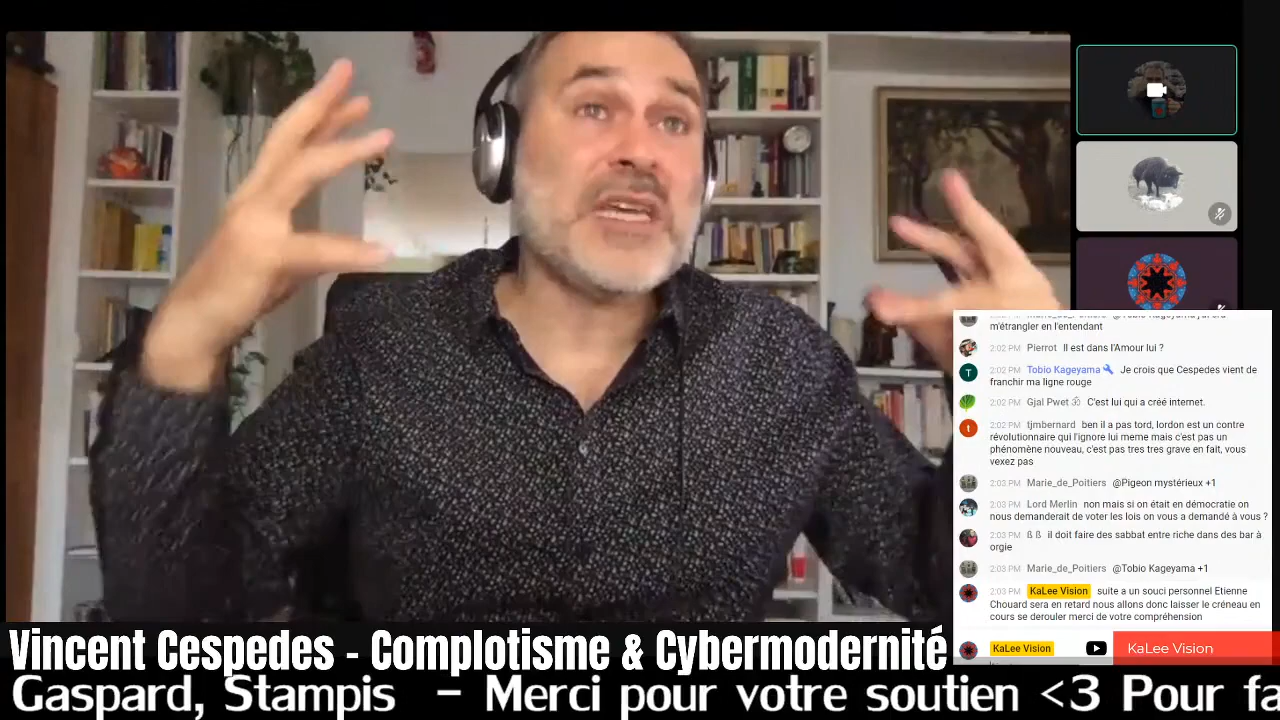 m'étrangler en l'entendant
2:02 PM Pierrot Il est dans l'Amour lui ?
2:02 PM Tobio Kageyama Je crois que Cespedes vient de
franchir ma ligne rouge
2:02 PM Gjal Pwet ॐ C'est lui qui a créé internet.
2:02 PM tjmbernard ben il a pas tord, lordon est un contre
révolutionnaire qui l'ignore lui meme mais c'est pas un
phénomène nouveau, c'est pas tres tres grave en fait, vous
vexez pas
2:03 PM Marie_de_Poitiers @Pigeon mystérieux +1
2:03 PM Lord Merlin non mais si on était en démocratie on
nous demanderait de voter les lois on vous a demandé à vous ?
2:03 PM ß ß il doit faire des sabbat entre riche dans des bar à
orgie
2:03 PM Marie_de_Poitiers @Tobio Kageyama +1
2:03 PM KaLee Vision suite a un souci personnel Etienne
Chouard sera en retard nous allons donc laisser le créneau en
cours se derouler merci de votre compréhension
KaLee Vision KaLee Vision
T
t
Vincent Cespedes - Complotisme & Cybermodernité
Gaspard, Stampis - Merci pour votre soutien <3 Pour fa